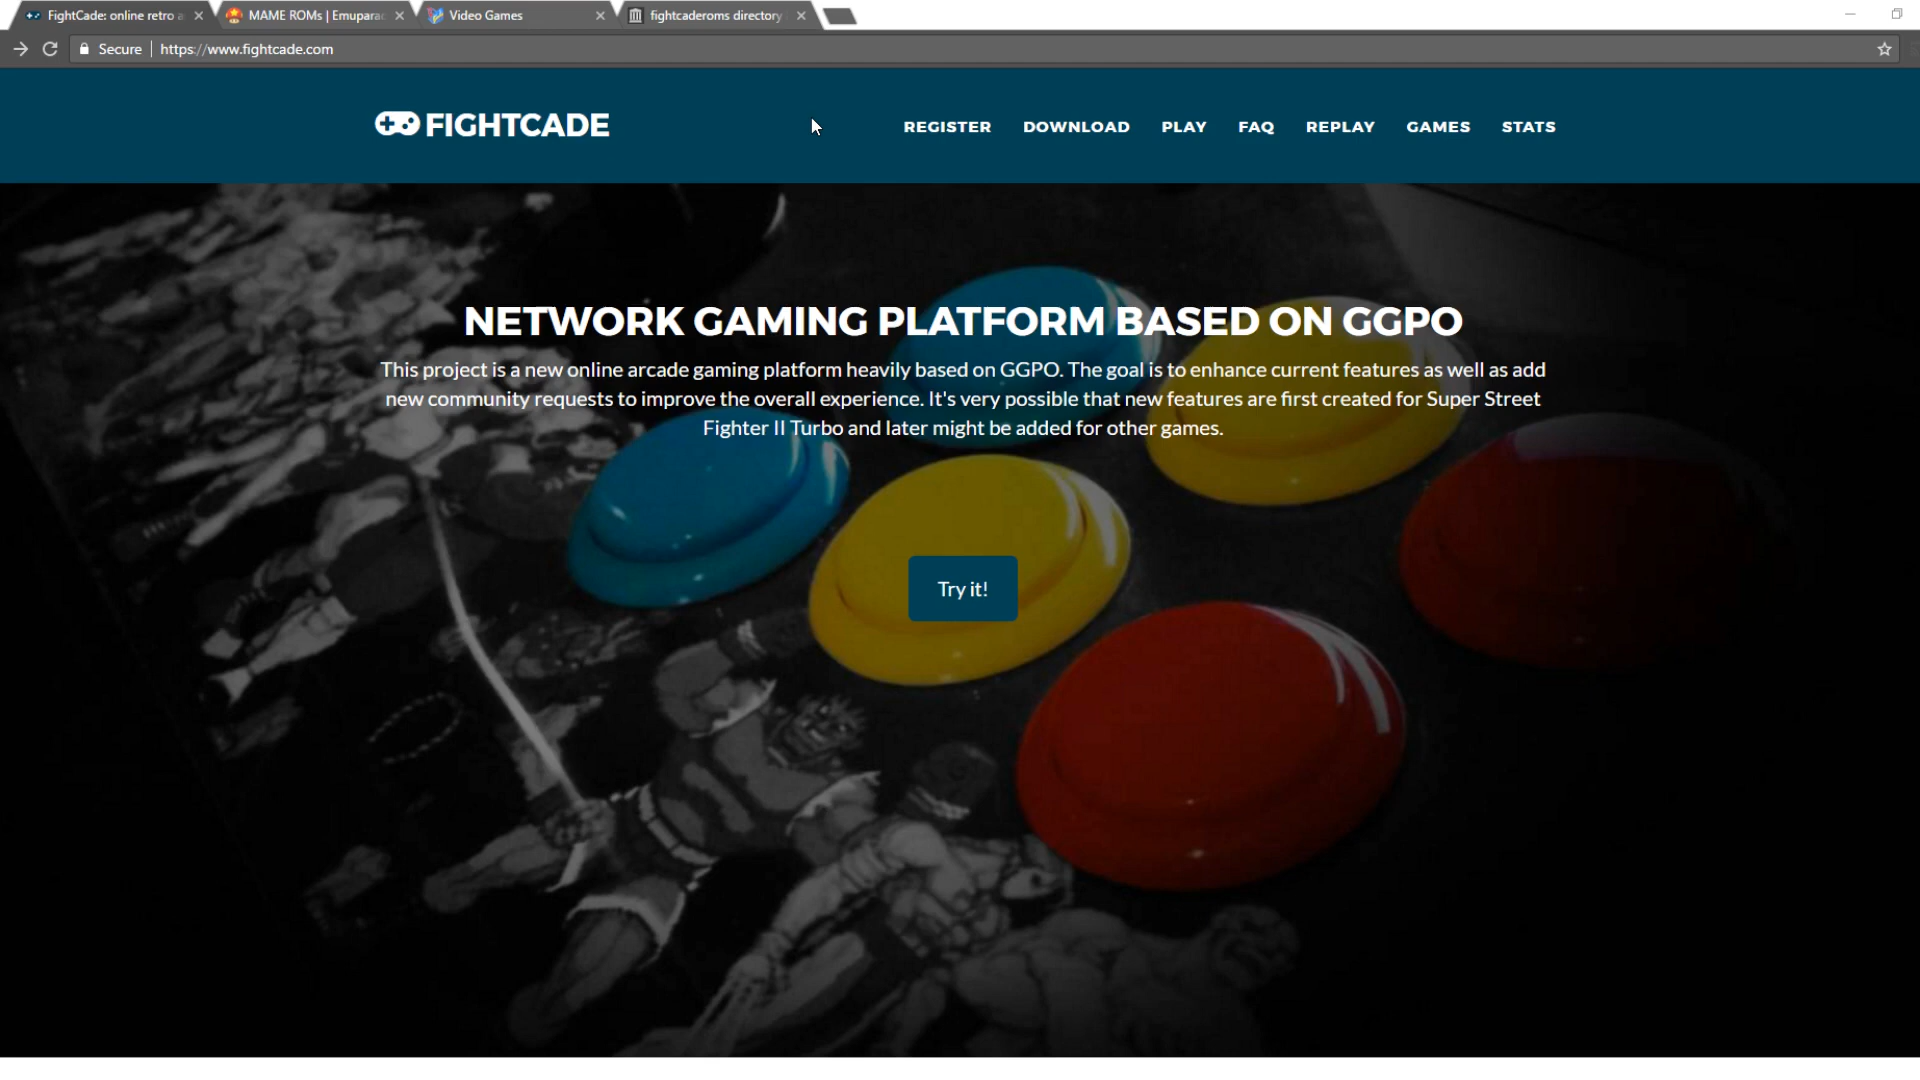 FightCade: online retro a
MAME ROMs | Emuparad
Video Games
fightcaderoms directory
Secure
https://www.fightcade.com
FIGHTCADE
REGISTER
DOWNLOAD
PLAY
FAQ
REPLAY
GAMES
STATS
NETWORK GAMING PLATFORM BASED ON GGPO
This project is a new online arcade gaming platform heavily based on GGPO. The goal is to enhance current features as well as add
new community requests to improve the overall experience. It's very possible that new features are first created for Super Street
Fighter II Turbo and later might be added for other games.
Try it!